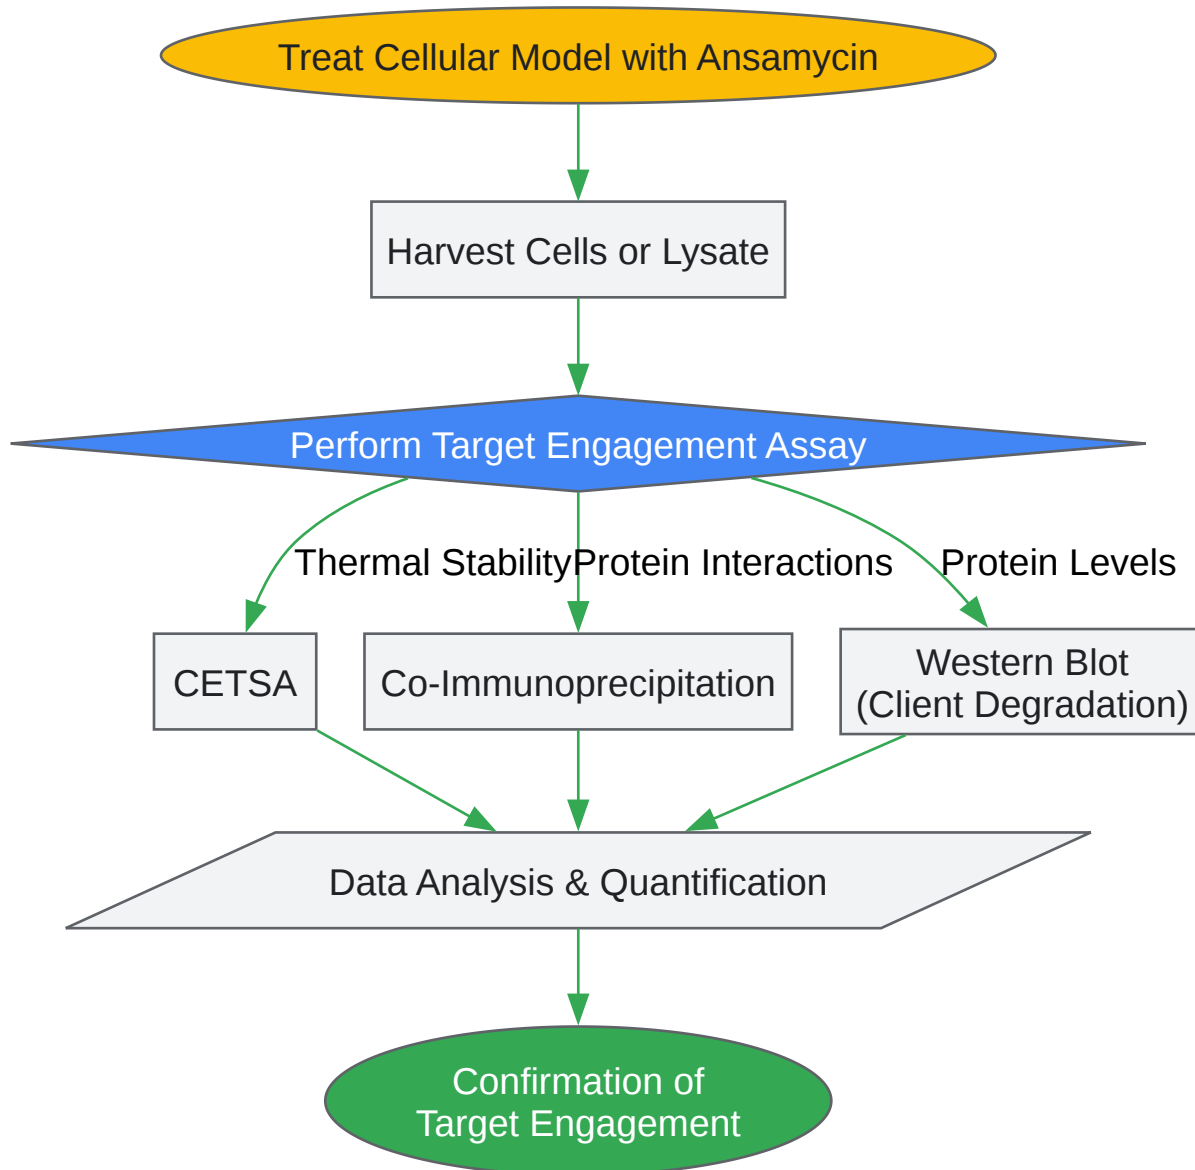 Treat Cellular Model with Ansamycin
Harvest Cells or Lysate
Perform Target Engagement Assay
Thermal Stability
Protein Interactions
Protein Levels
CETSA
Co-Immunoprecipitation
Western Blot
(Client Degradation)
Data Analysis & Quantification
Confirmation of
Target Engagement